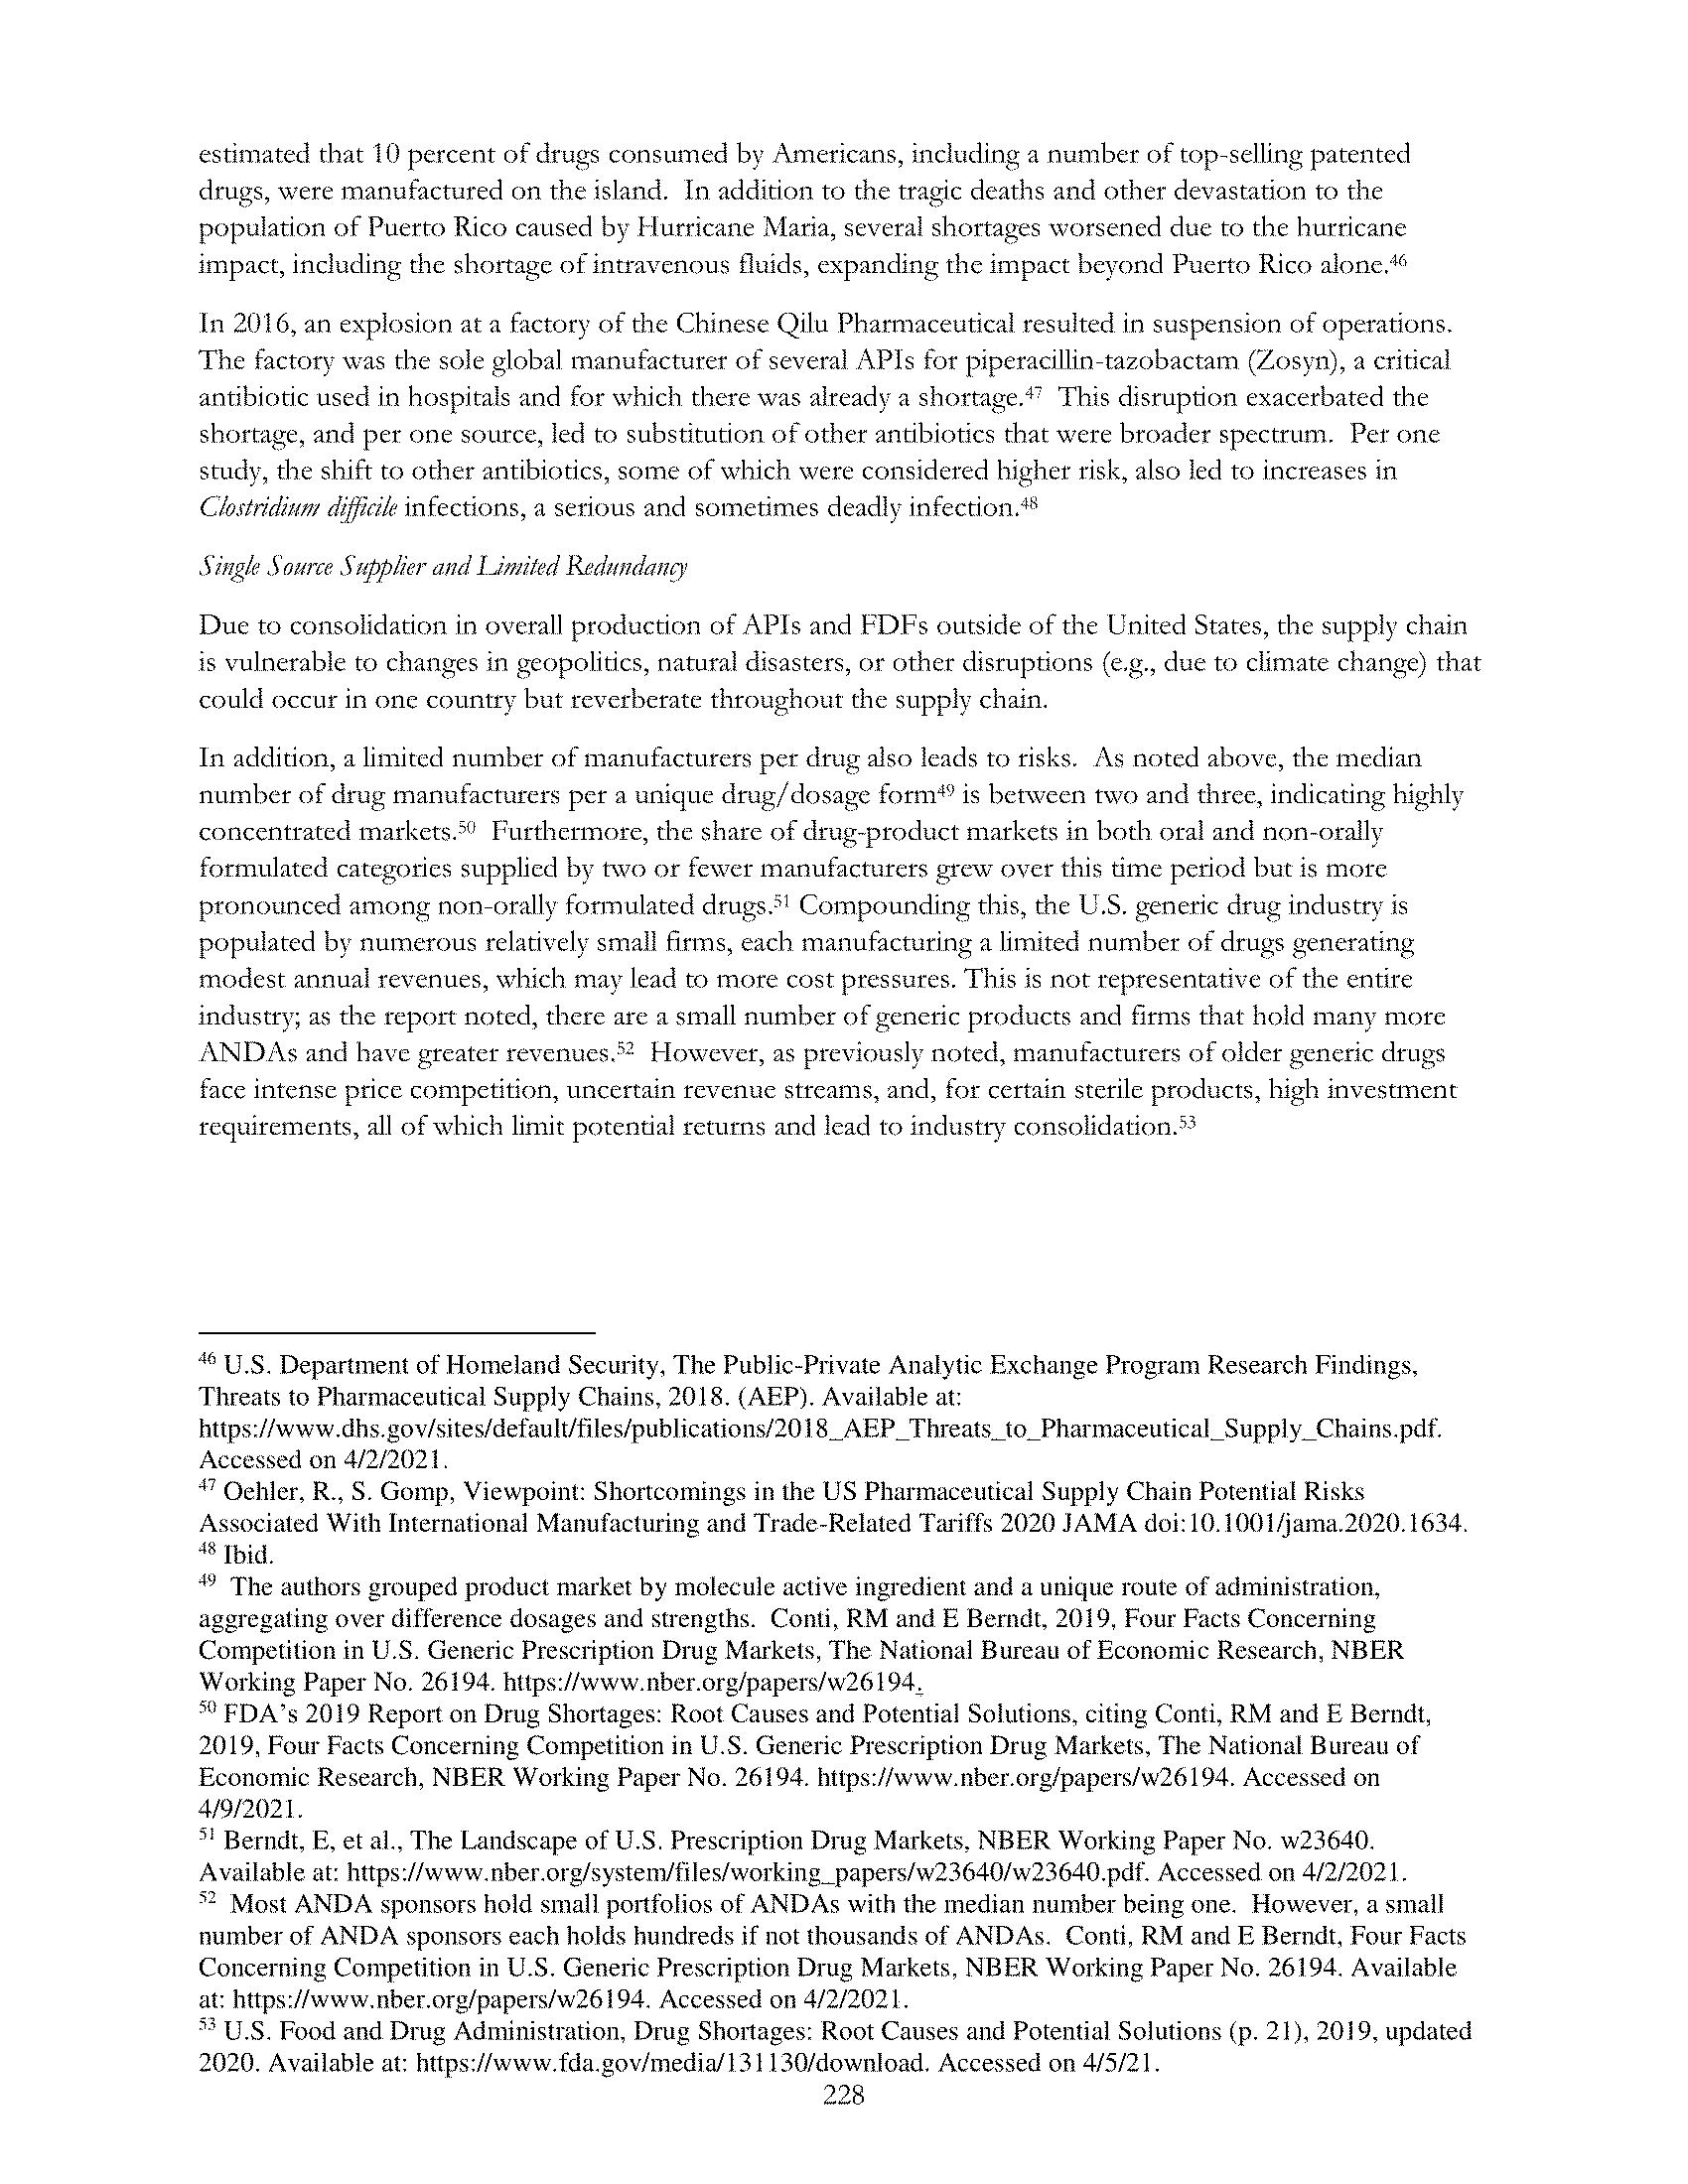 estimated that 10 percent of drugs consumed by Americans, including a number of top-selling patented
drugs, were manufactured on the island.  In addition to the tragic deaths and other devastation to the
population of Puerto Rico caused by Hurricane Maria, several shortages worsened due to the hurricane
impact, including the shortage of intravenous fluids, expanding the impact beyond Puerto Rico alone.46
In 2016, an explosion at a factory of the Chinese Qilu Pharmaceutical resulted in suspension of operations.
The factory was the sole global manufacturer of several APIs for piperacillin-tazobactam (Zosyn), a critical
antibiotic used in hospitals and for which there was already a shortage.47  This disruption exacerbated the
shortage, and per one source, led to substitution of other antibiotics that were broader spectrum.  Per one
study, the shift to other antibiotics, some of which were considered higher risk, also led to increases in
Clostridium difficile infections, a serious and sometimes deadly infection.48
Single Source Supplier and Limited Redundancy
Due to consolidation in overall production of APIs and FDFs outside of the United States, the supply chain
is vulnerable to changes in geopolitics, natural disasters, or other disruptions (e.g., due to climate change) that
could occur in one country but reverberate throughout the supply chain.
In addition, a limited number of manufacturers per drug also leads to risks.  As noted above, the median
number of drug manufacturers per a unique drug/dosage form49 is between two and three, indicating highly
concentrated markets.50  Furthermore, the share of drug-product markets in both oral and non-orally
formulated categories supplied by two or fewer manufacturers grew over this time period but is more
pronounced among non-orally formulated drugs.51 Compounding this, the U.S. generic drug industry is
populated by numerous relatively small firms, each manufacturing a limited number of drugs generating
modest annual revenues, which may lead to more cost pressures. This is not representative of the entire
industry; as the report noted, there are a small number of generic products and firms that hold many more
ANDAs and have greater revenues.52  However, as previously noted, manufacturers of older generic drugs
face intense price competition, uncertain revenue streams, and, for certain sterile products, high investment
requirements, all of which limit potential returns and lead to industry consolidation.53
46 U.S. Department of Homeland Security, The Public-Private Analytic Exchange Program Research Findings,
Threats to Pharmaceutical Supply Chains, 2018. (AEP). Available at:
https://www.dhs.gov/sites/default/files/publications/2018_AEP_Threats_to_Pharmaceutical_Supply_Chains.pdf.
Accessed on 4/2/2021.
47 Oehler, R., S. Gomp, Viewpoint: Shortcomings in the US Pharmaceutical Supply Chain Potential Risks
Associated With International Manufacturing and Trade-Related Tariffs 2020 JAMA doi:10.1001/jama.2020.1634.
48 Ibid.
49  The authors grouped product market by molecule active ingredient and a unique route of administration,
aggregating over difference dosages and strengths.  Conti, RM and E Berndt, 2019, Four Facts Concerning
Competition in U.S. Generic Prescription Drug Markets, The National Bureau of Economic Research, NBER
Working Paper No. 26194. https://www.nber.org/papers/w26194.
50 FDA's 2019 Report on Drug Shortages: Root Causes and Potential Solutions, citing Conti, RM and E Berndt,
2019, Four Facts Concerning Competition in U.S. Generic Prescription Drug Markets, The National Bureau of
Economic Research, NBER Working Paper No. 26194. https://www.nber.org/papers/w26194. Accessed on
4/9/2021.
51 Berndt, E, et al., The Landscape of U.S. Prescription Drug Markets, NBER Working Paper No. w23640.
Available at: https://www.nber.org/system/files/working_papers/w23640/w23640.pdf. Accessed on 4/2/2021.
52  Most ANDA sponsors hold small portfolios of ANDAs with the median number being one.  However, a small
number of ANDA sponsors each holds hundreds if not thousands of ANDAs.  Conti, RM and E Berndt, Four Facts
Concerning Competition in U.S. Generic Prescription Drug Markets, NBER Working Paper No. 26194. Available
at: https://www.nber.org/papers/w26194. Accessed on 4/2/2021.
53 U.S. Food and Drug Administration, Drug Shortages: Root Causes and Potential Solutions (p. 21), 2019, updated
2020. Available at: https://www.fda.gov/media/131130/download. Accessed on 4/5/21.
228